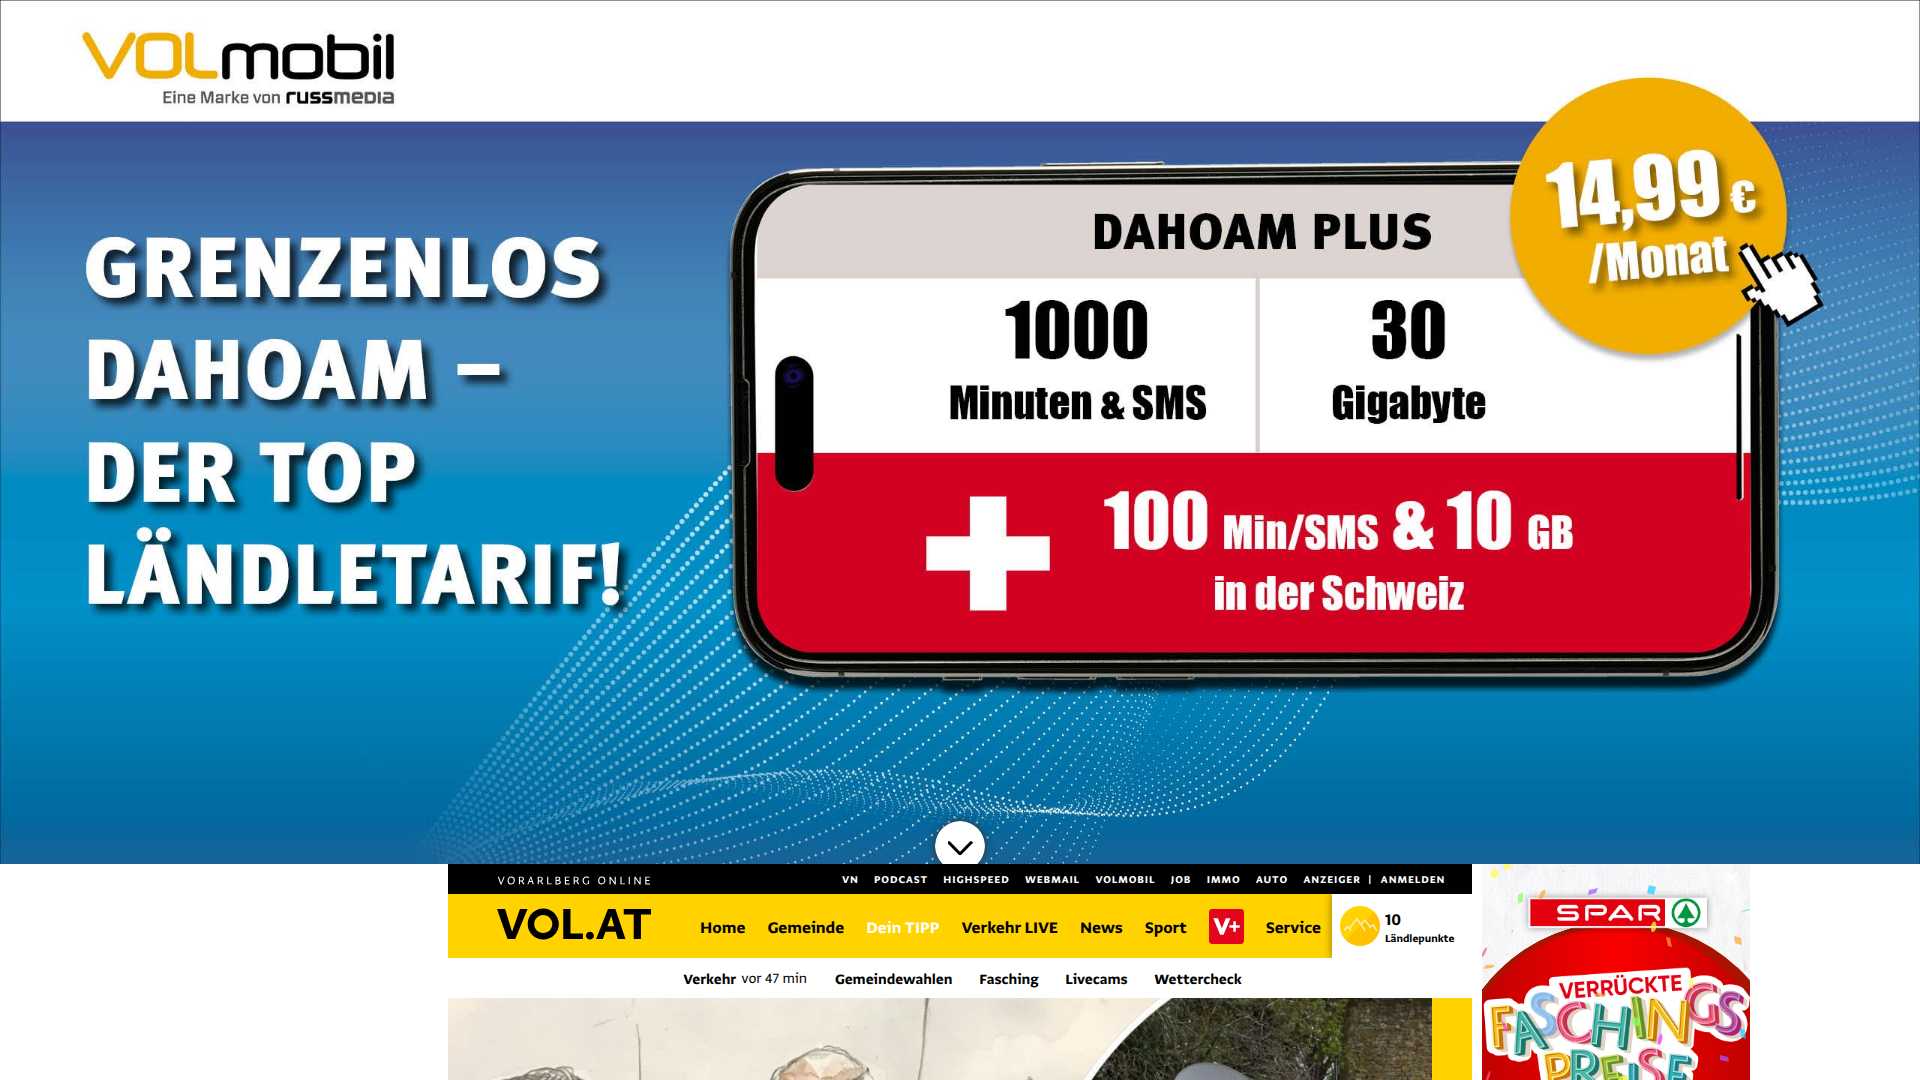 VOLmobil
Eine Marke von russmedia
GRENZENLOS
DAHOAM –
DER TOP
LÄNDLETARIF!
DAHOAM PLUS
14,99 €
/Monat
1000
Minuten & SMS
30
Gigabyte
100 Min/SMS & 10 GB
in der Schweiz
VORARLBERG ONLINE
VN PODCAST HIGHSPEED WEBMAIL VOLMOBIL JOB IMMO AUTO ANZEIGER | ANMELDEN
VOL.AT
Home Gemeinde Dein TIPP Verkehr LIVE News Sport V+ Service
10
Ländlepunkte
Verkehr vor 47 min Gemeindewahlen Fasching Livecams Wettercheck
SPAR
VERRÜCKTE
FASCHINGS
PREISE